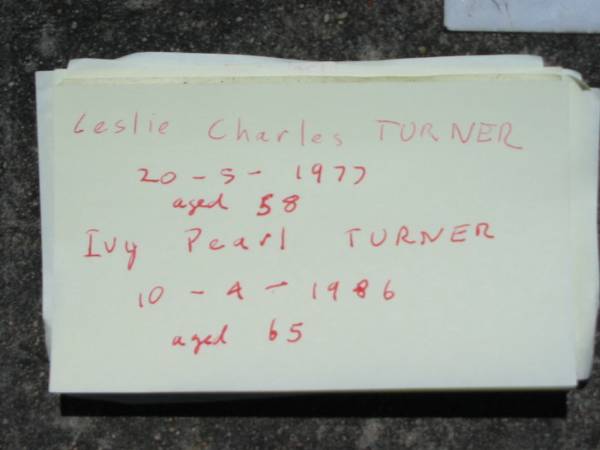 Leslie Charles TURNER
20 - 5 - 1977
aged 58
Ivy Pearl TURNER
10 - 4 - 1986
aged 65